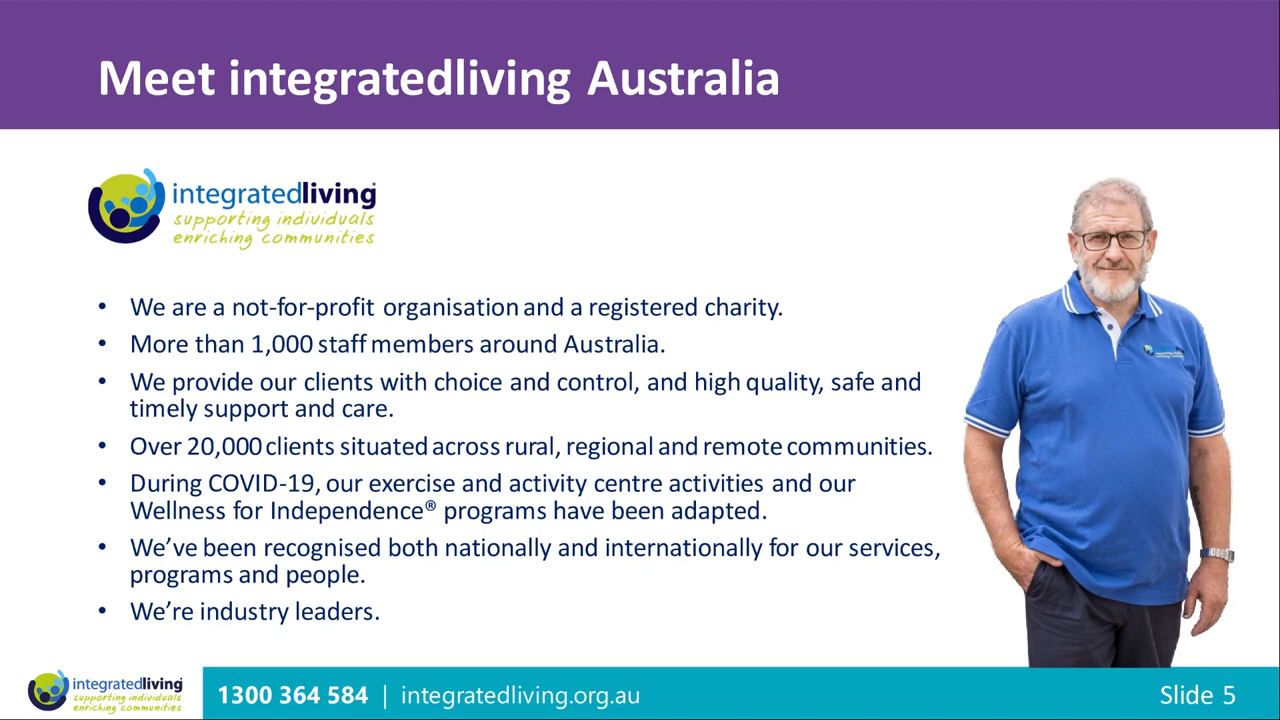 Meet integratedliving Australia
integratedliving
supporting individuals
enriching communities
• We are a not-for-profit organisation and a registered charity.
• More than 1,000 staff members around Australia.
• We provide our clients with choice and control, and high quality, safe and
timely support and care.
• Over 20,000 clients situated across rural, regional and remote communities.
• During COVID-19, our exercise and activity centre activities and our
Wellness for Independence® programs have been adapted.
• We’ve been recognised both nationally and internationally for our services,
programs and people.
• We’re industry leaders.
integratedliving
supporting individuals
enriching communities
1300 364 584 | integratedliving.org.au
Slide 5